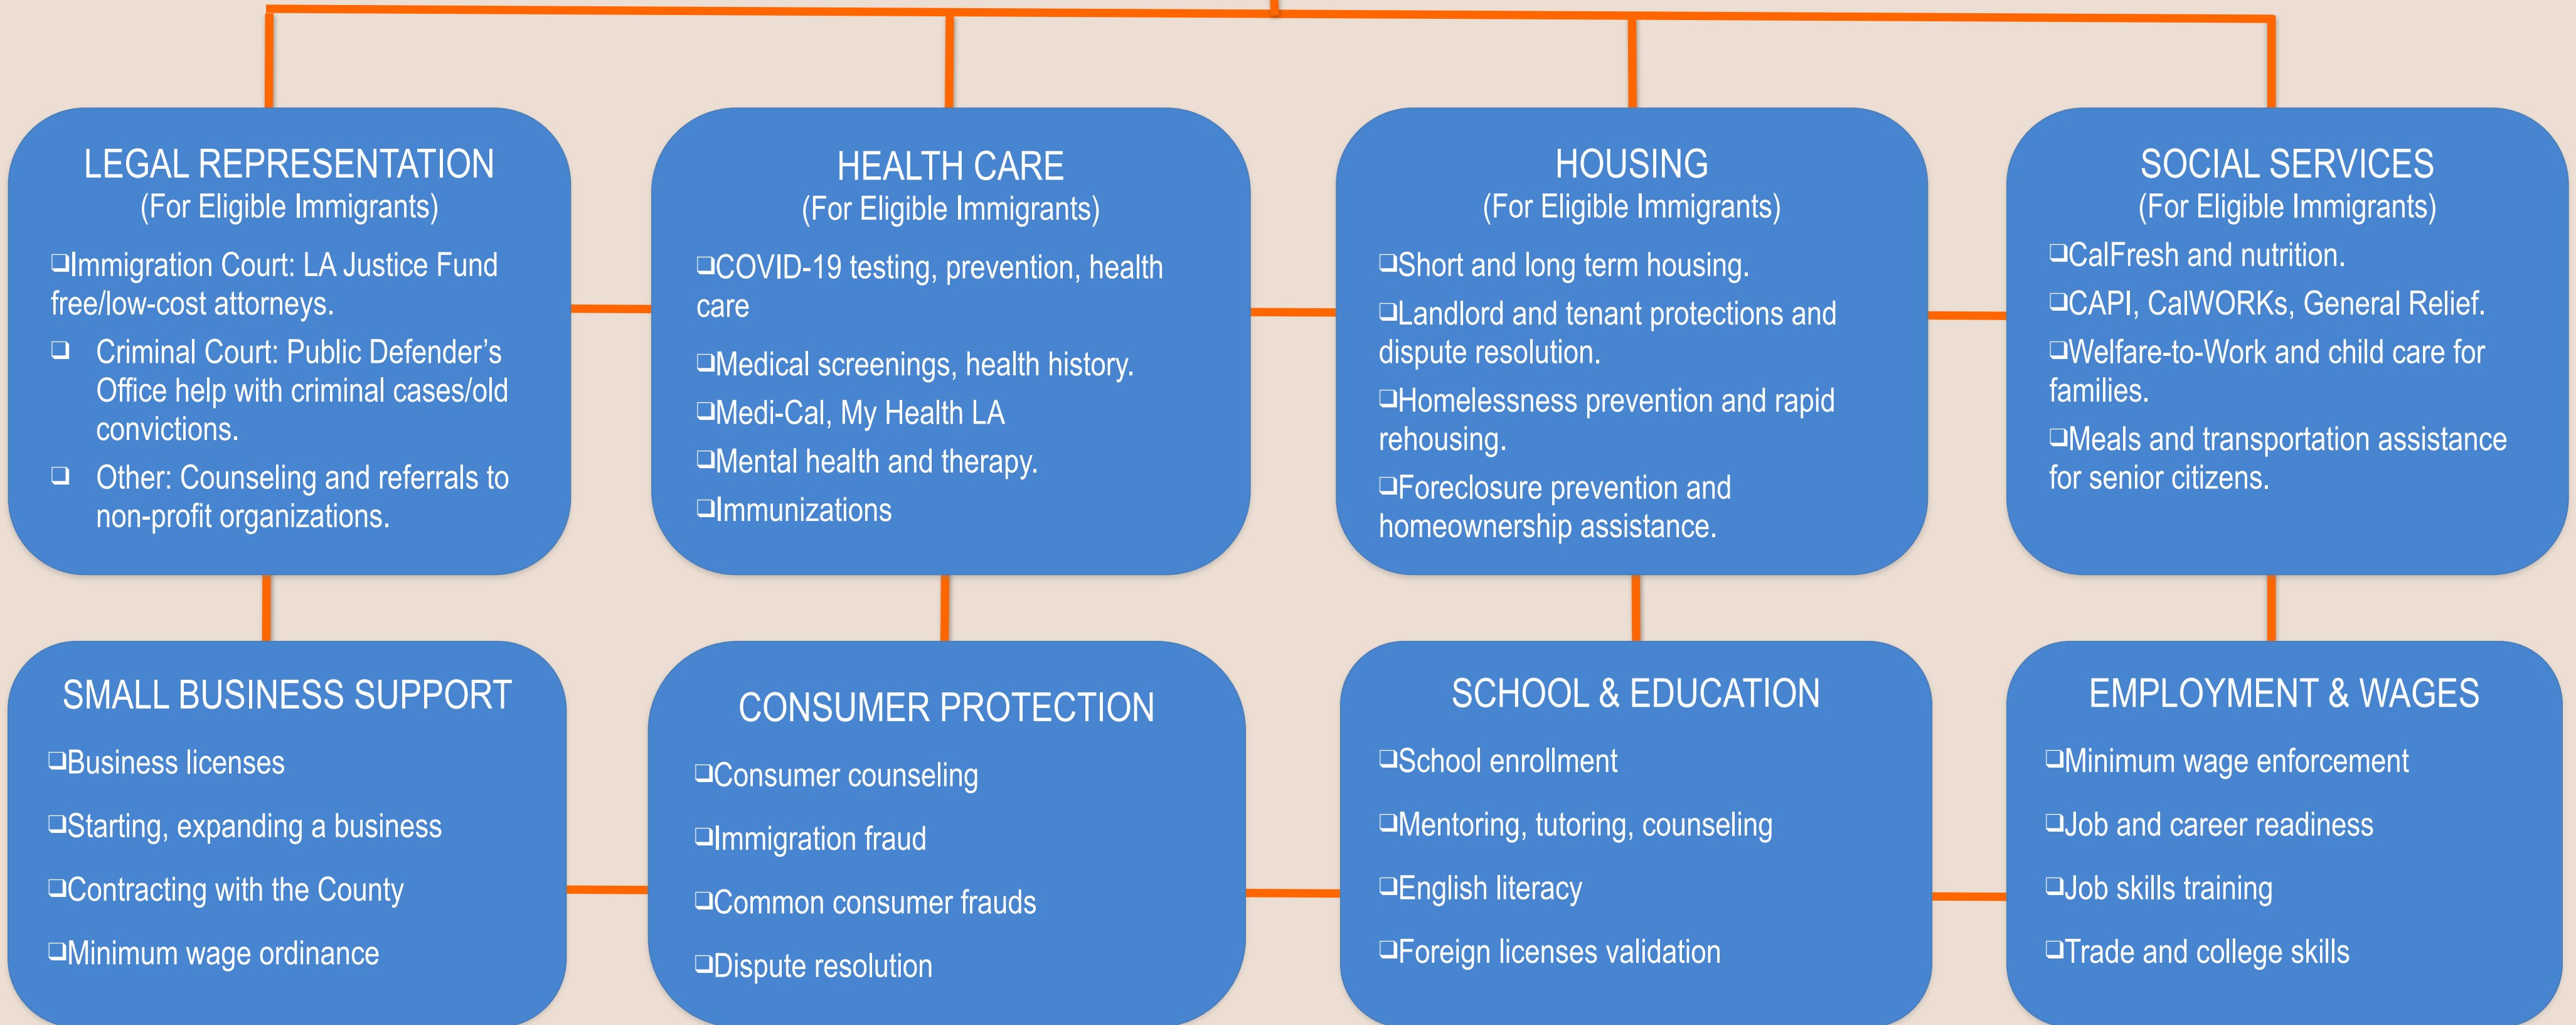 LEGAL REPRESENTATION
(For Eligible Immigrants)
❑Immigration Court: LA Justice Fund
free/low-cost attorneys.
❑ Criminal Court: Public Defender’s
Office help with criminal cases/old
convictions.
❑ Other: Counseling and referrals to
non-profit organizations.
HEALTH CARE
(For Eligible Immigrants)
❑COVID-19 testing, prevention, health
care
❑Medical screenings, health history.
❑Medi-Cal, My Health LA
❑Mental health and therapy.
❑Immunizations
HOUSING
(For Eligible Immigrants)
❑Short and long term housing.
❑Landlord and tenant protections and
dispute resolution.
❑Homelessness prevention and rapid
rehousing.
❑Foreclosure prevention and
homeownership assistance.
SOCIAL SERVICES
(For Eligible Immigrants)
❑CalFresh and nutrition.
❑CAPI, CalWORKs, General Relief.
❑Welfare-to-Work and child care for
families.
❑Meals and transportation assistance
for senior citizens.
SMALL BUSINESS SUPPORT
❑Business licenses
❑Starting, expanding a business
❑Contracting with the County
❑Minimum wage ordinance
CONSUMER PROTECTION
❑Consumer counseling
❑Immigration fraud
❑Common consumer frauds
❑Dispute resolution
SCHOOL & EDUCATION
❑School enrollment
❑Mentoring, tutoring, counseling
❑English literacy
❑Foreign licenses validation
EMPLOYMENT & WAGES
❑Minimum wage enforcement
❑Job and career readiness
❑Job skills training
❑Trade and college skills